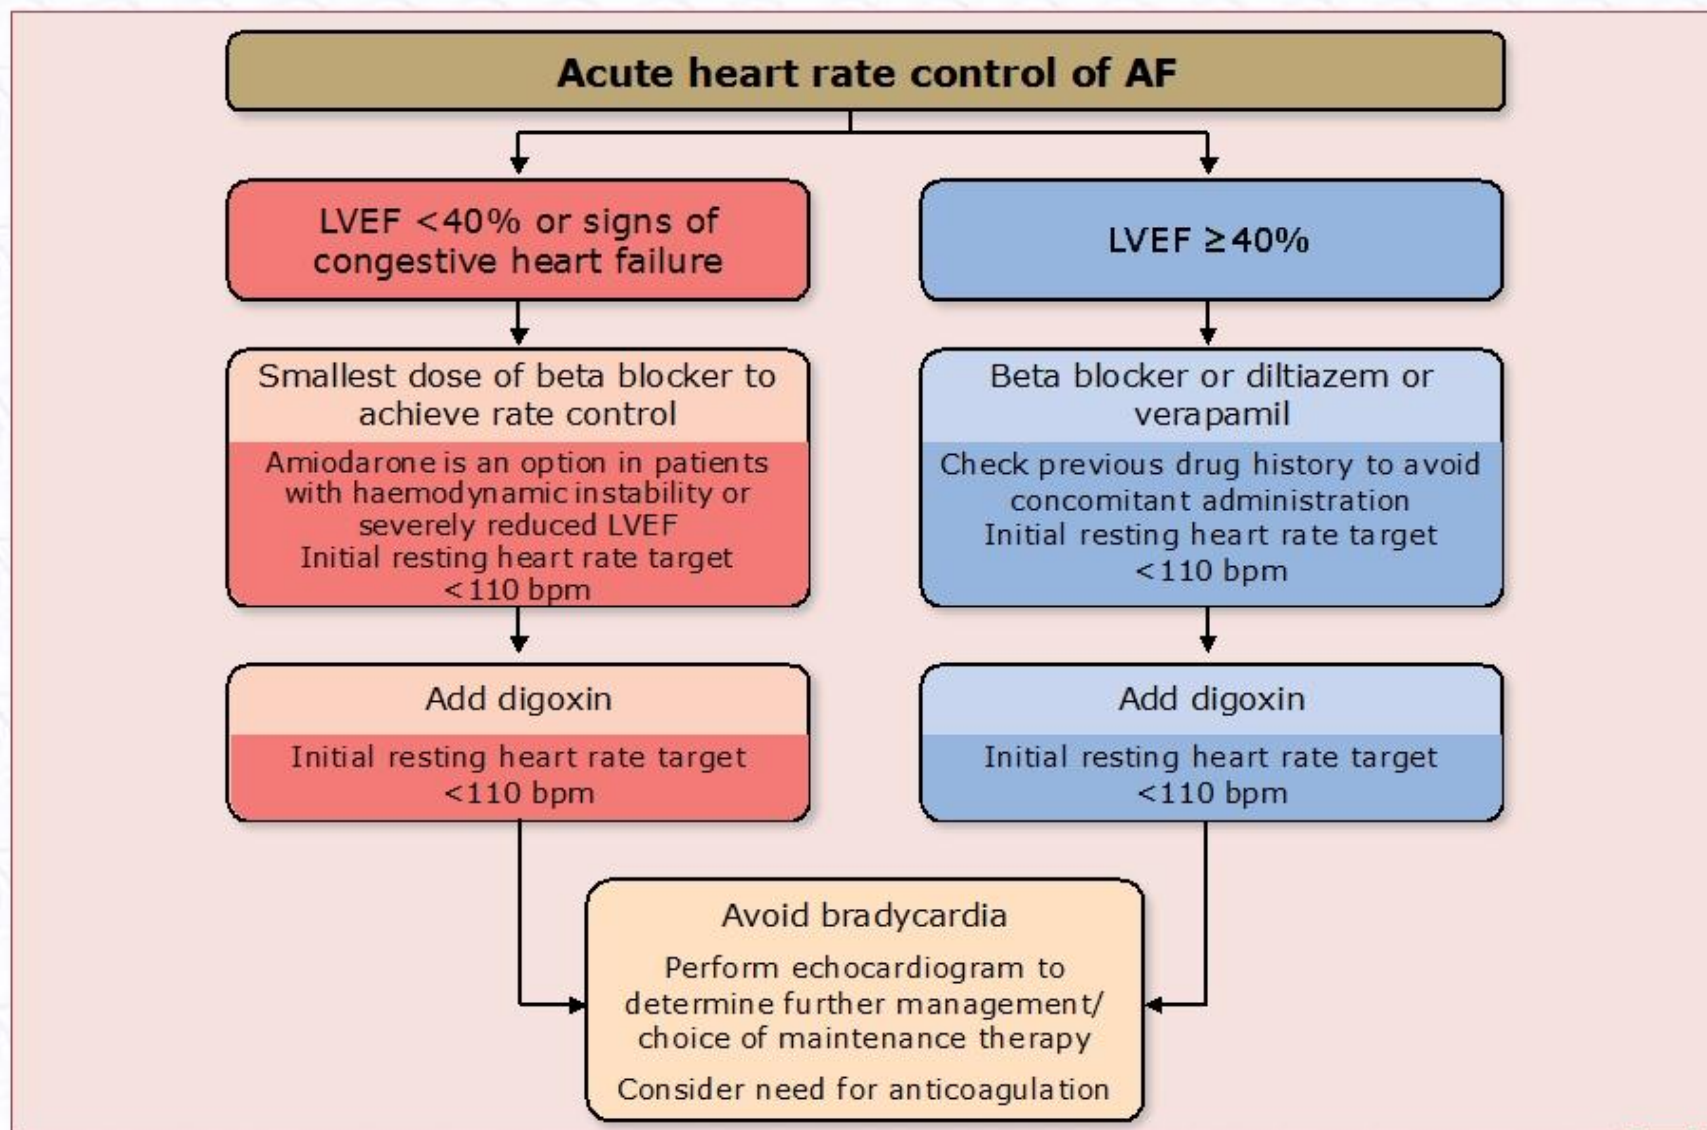 Acute heart rate control of AF
LVEF <40% or signs of
congestive heart failure
Smallest dose of beta blocker to
achieve rate control
Amiodarone is an option in patients
with haemodynamic instability or
severely reduced LVEF
Initial resting heart rate target
<110 bpm
Add digoxin
Initial resting heart rate target
<110 bpm
LVEF ≥40%
Beta blocker or diltiazem or
verapamil
Check previous drug history to avoid
concomitant administration
Initial resting heart rate target
<110 bpm
Add digoxin
Initial resting heart rate target
<110 bpm
Avoid bradycardia
Perform echocardiogram to
determine further management/
choice of maintenance therapy
Consider need for anticoagulation